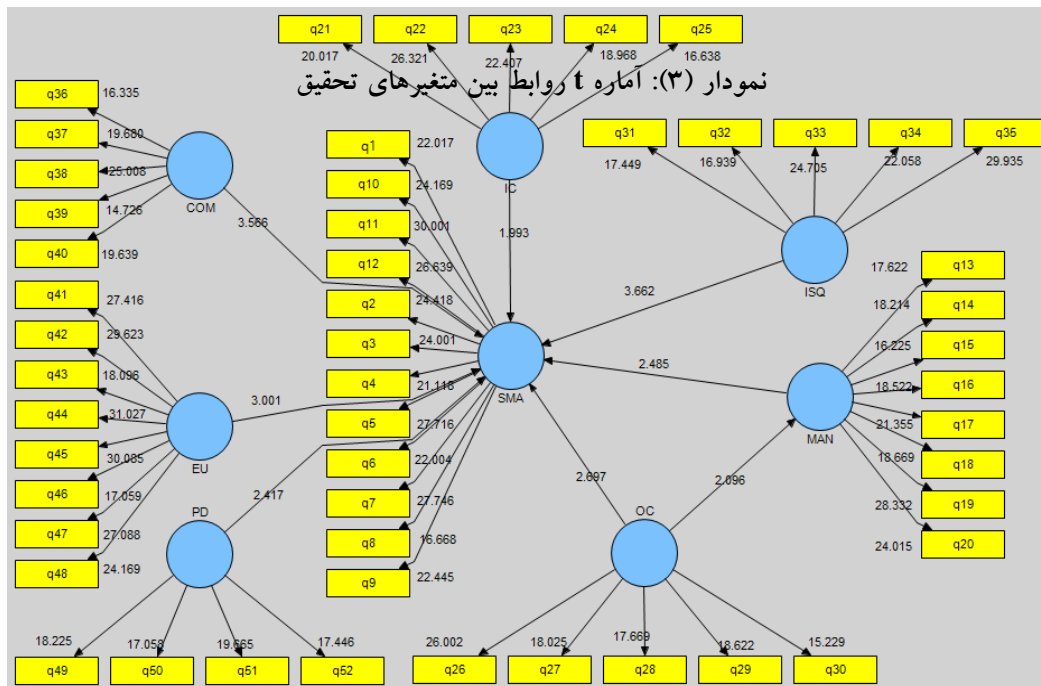 q21 q22 q23 q24 q25
20.017 26.321 22.407 18.968 16.638
نمودار (۳): آماره t روابط بین متغیرهای تحقیق
IC
1.993
q36 16.335
q37 19.680
q38 25.008
q39 14.726
q40 19.639
COM
3.566
q31 q32 q33 q34 q35
17.449 16.939 24.705 22.058 29.935
ISQ
3.662
q1 22.017
q10 24.169
q11 30.001
q12 26.639
q2 24.418
q3 24.001
q4 21.118
q5 27.716
q6 22.004
q7 27.746
q8 16.668
q9 22.445
SMA
q13 17.622
q14 18.214
q15 16.225
q16 18.522
q17 21.355
q18 18.669
q19 28.332
q20 24.015
MAN
2.485
q41 27.416
q42 29.623
q43 18.096
q44 31.027
q45 30.085
q46 17.059
q47 27.088
q48 24.169
EU
3.001
PD
2.417
18.225 17.058 19.665 17.446
q49 q50 q51 q52
OC
2.697
2.096
26.002 18.025 17.669 18.622 15.229
q26 q27 q28 q29 q30